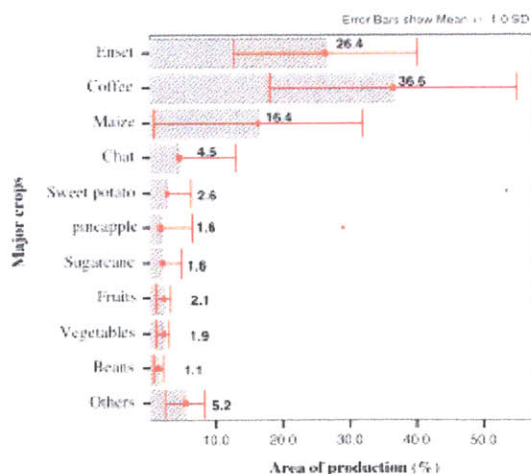 Error Bars show Mean +/- 1.0 SD
Enset 26.4
Coffee 36.6
Maize 16.4
Chat 4.5
Sweet potato 2.6
pineapple 1.6
Sugarcane 1.6
Fruits 2.1
Vegetables 1.9
Beans 1.1
Others 5.2
Major crops
10.0 20.0 30.0 40.0 50.0
Area of production (%)